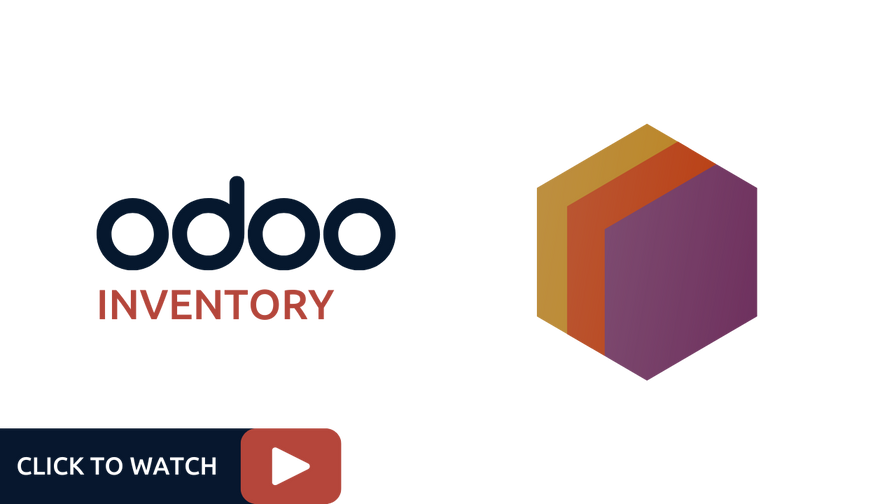 odoo
INVENTORY
CLICK TO WATCH